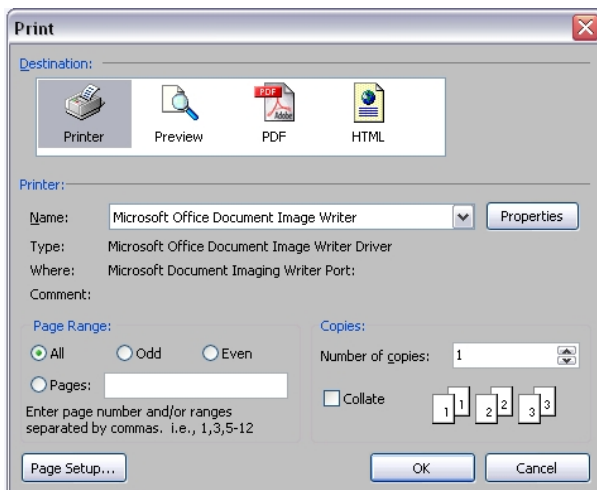 Print
Destination:
PDF
Adobe
Printer Preview PDF HTML
Printer:
Name: Microsoft Office Document Image Writer Properties
Type: Microsoft Office Document Image Writer Driver
Where: Microsoft Document Imaging Writer Port:
Comment:
Page Range:
All Odd Even
Pages:
Enter page number and/or ranges
separated by commas. i.e., 1,3,5-12
Copies:
Number of copies: 1
Collate 1 1 2 2 3 3
Page Setup... OK Cancel